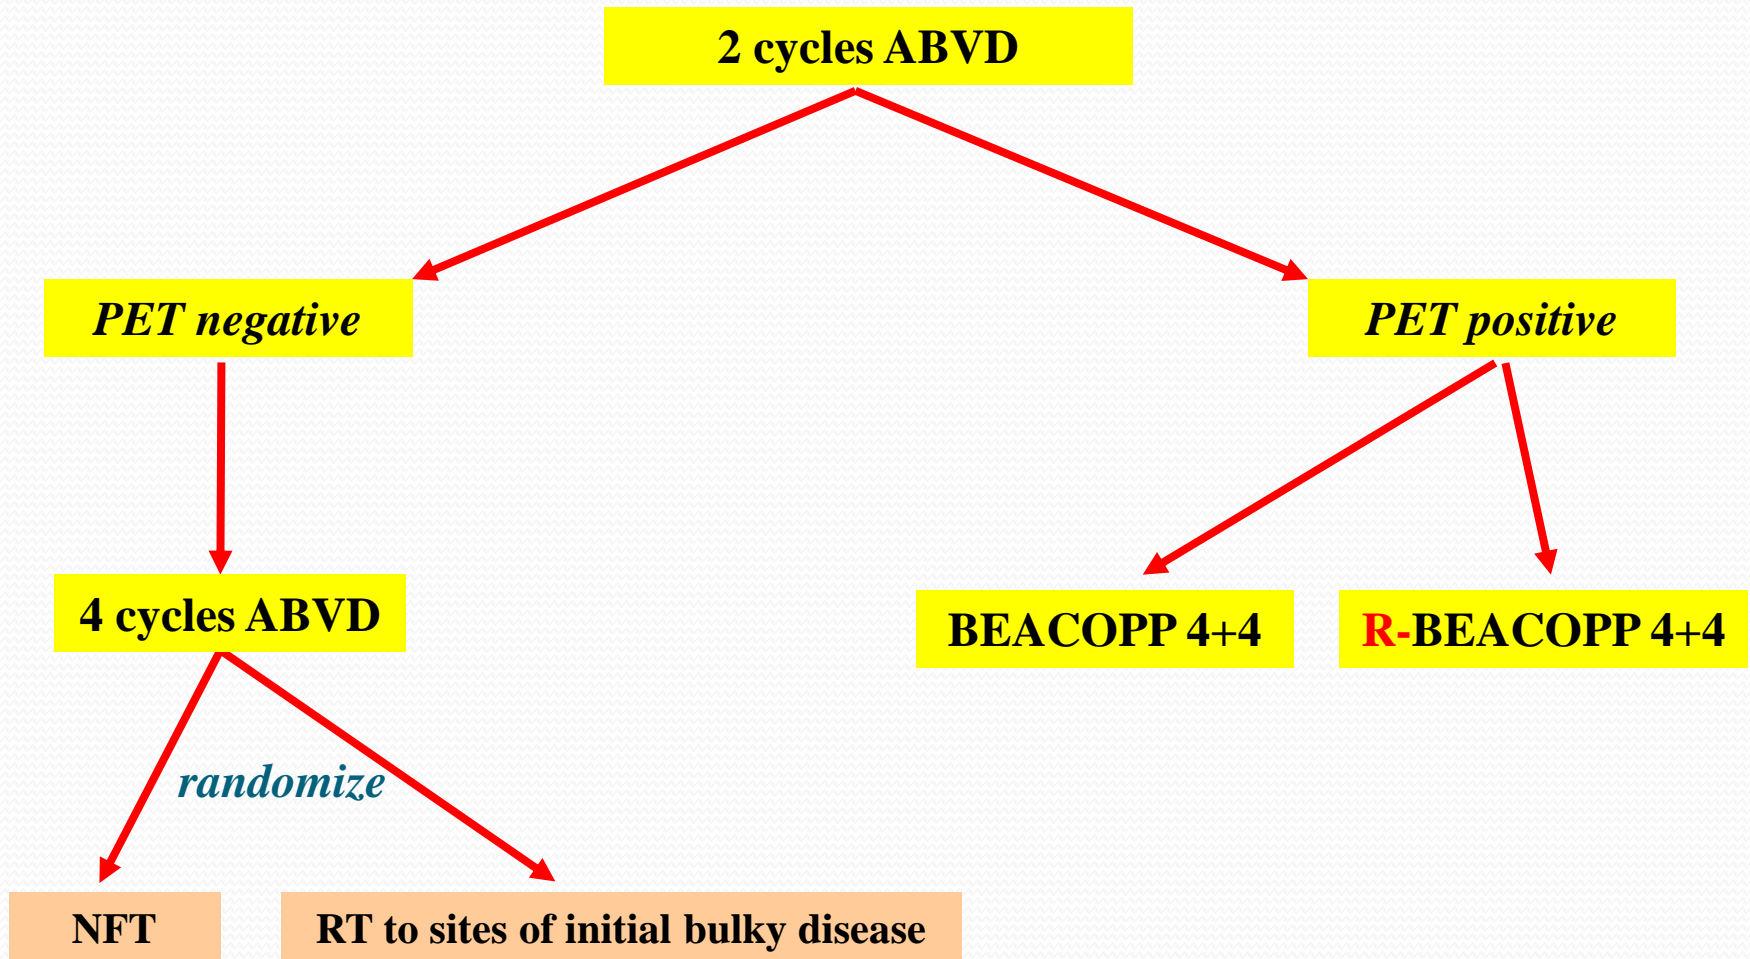 2 cycles ABVD
PET negative
PET positive
4 cycles ABVD
BEACOPP 4+4
R-BEACOPP 4+4
randomize
NFT
RT to sites of initial bulky disease